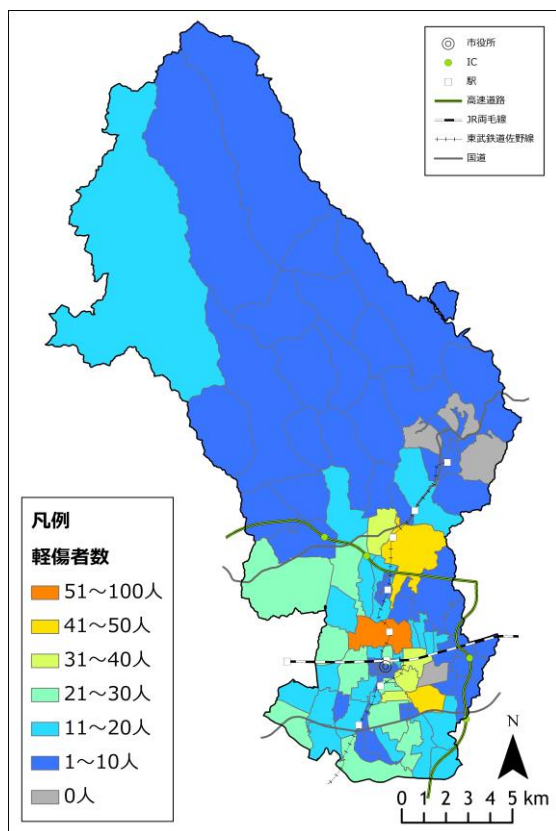 市役所
IC
駅
高速道路
JR両毛線
東武鉄道佐野線
国道
凡例
軽傷者数
51～100人
41～50人
31～40人
21～30人
11～20人
1～10人
0人
N
0 1 2 3 4 5 km